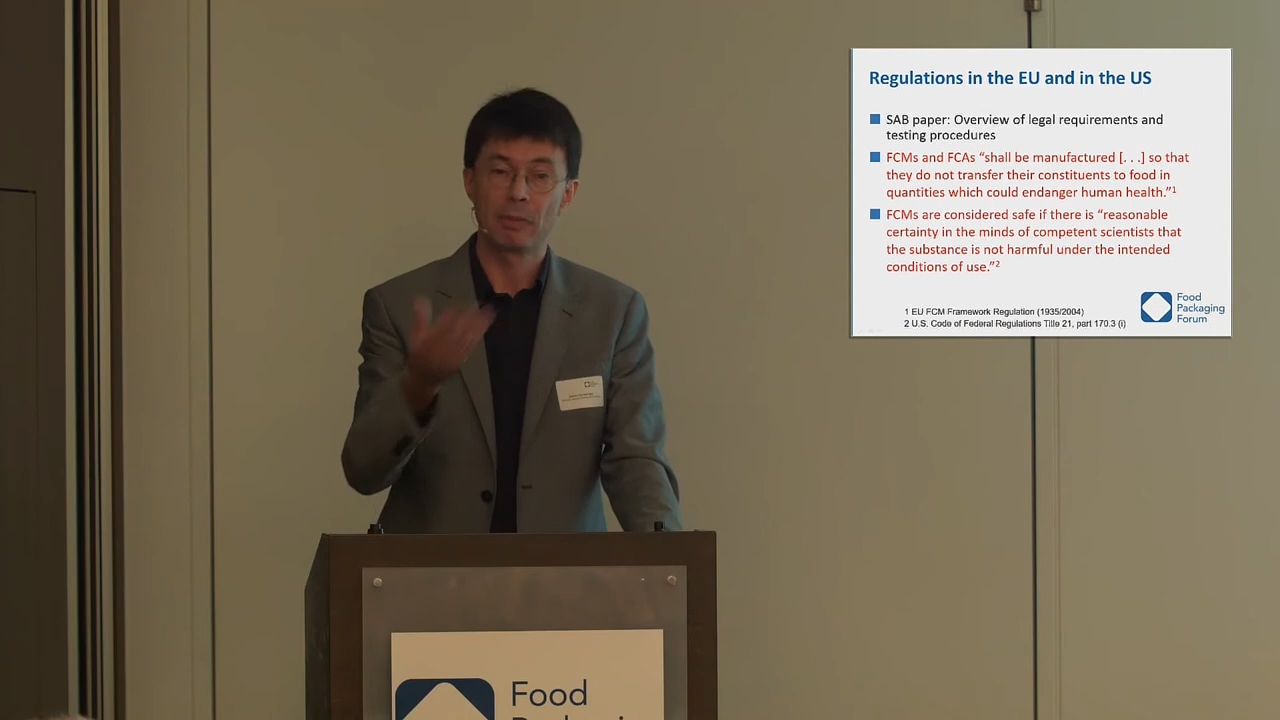 Regulations in the EU and in the US
SAB paper: Overview of legal requirements and
testing procedures
FCMs and FCAs “shall be manufactured [. . .] so that
they do not transfer their constituents to food in
quantities which could endanger human health.”1
FCMs are considered safe if there is “reasonable
certainty in the minds of competent scientists that
the substance is not harmful under the intended
conditions of use.”2
1 EU FCM Framework Regulation (1935/2004)
2 U.S. Code of Federal Regulations Title 21, part 170.3 (i)
Food
Packaging
Forum
Food